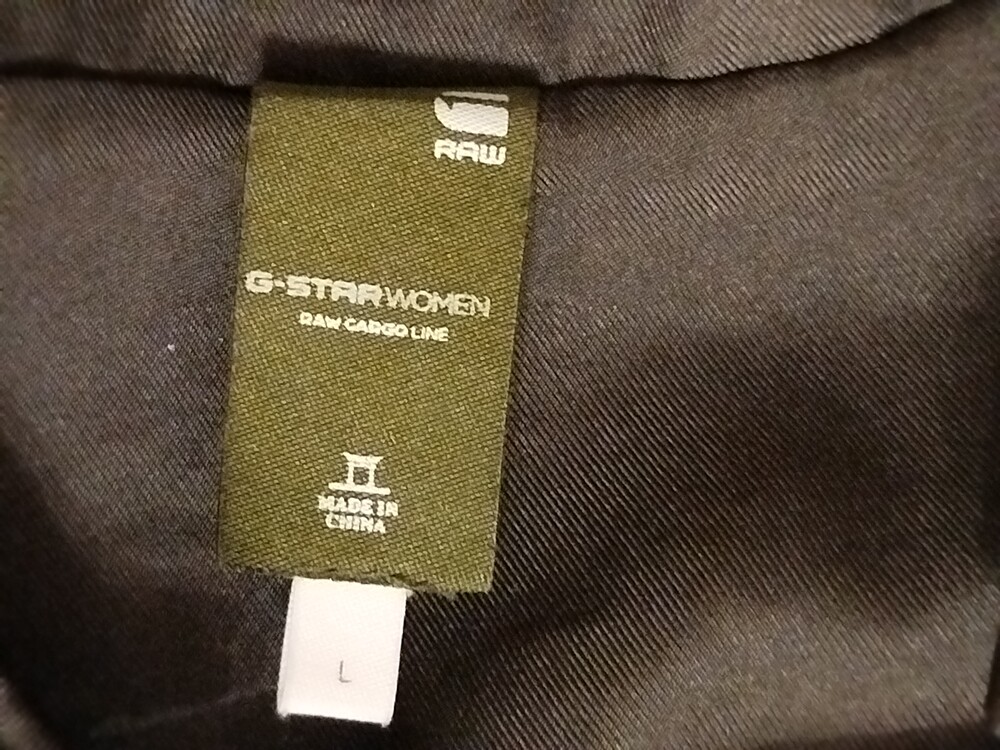 RAW
G-STAR WOMEN
RAW CARGO LINE
MADE IN
CHINA
L